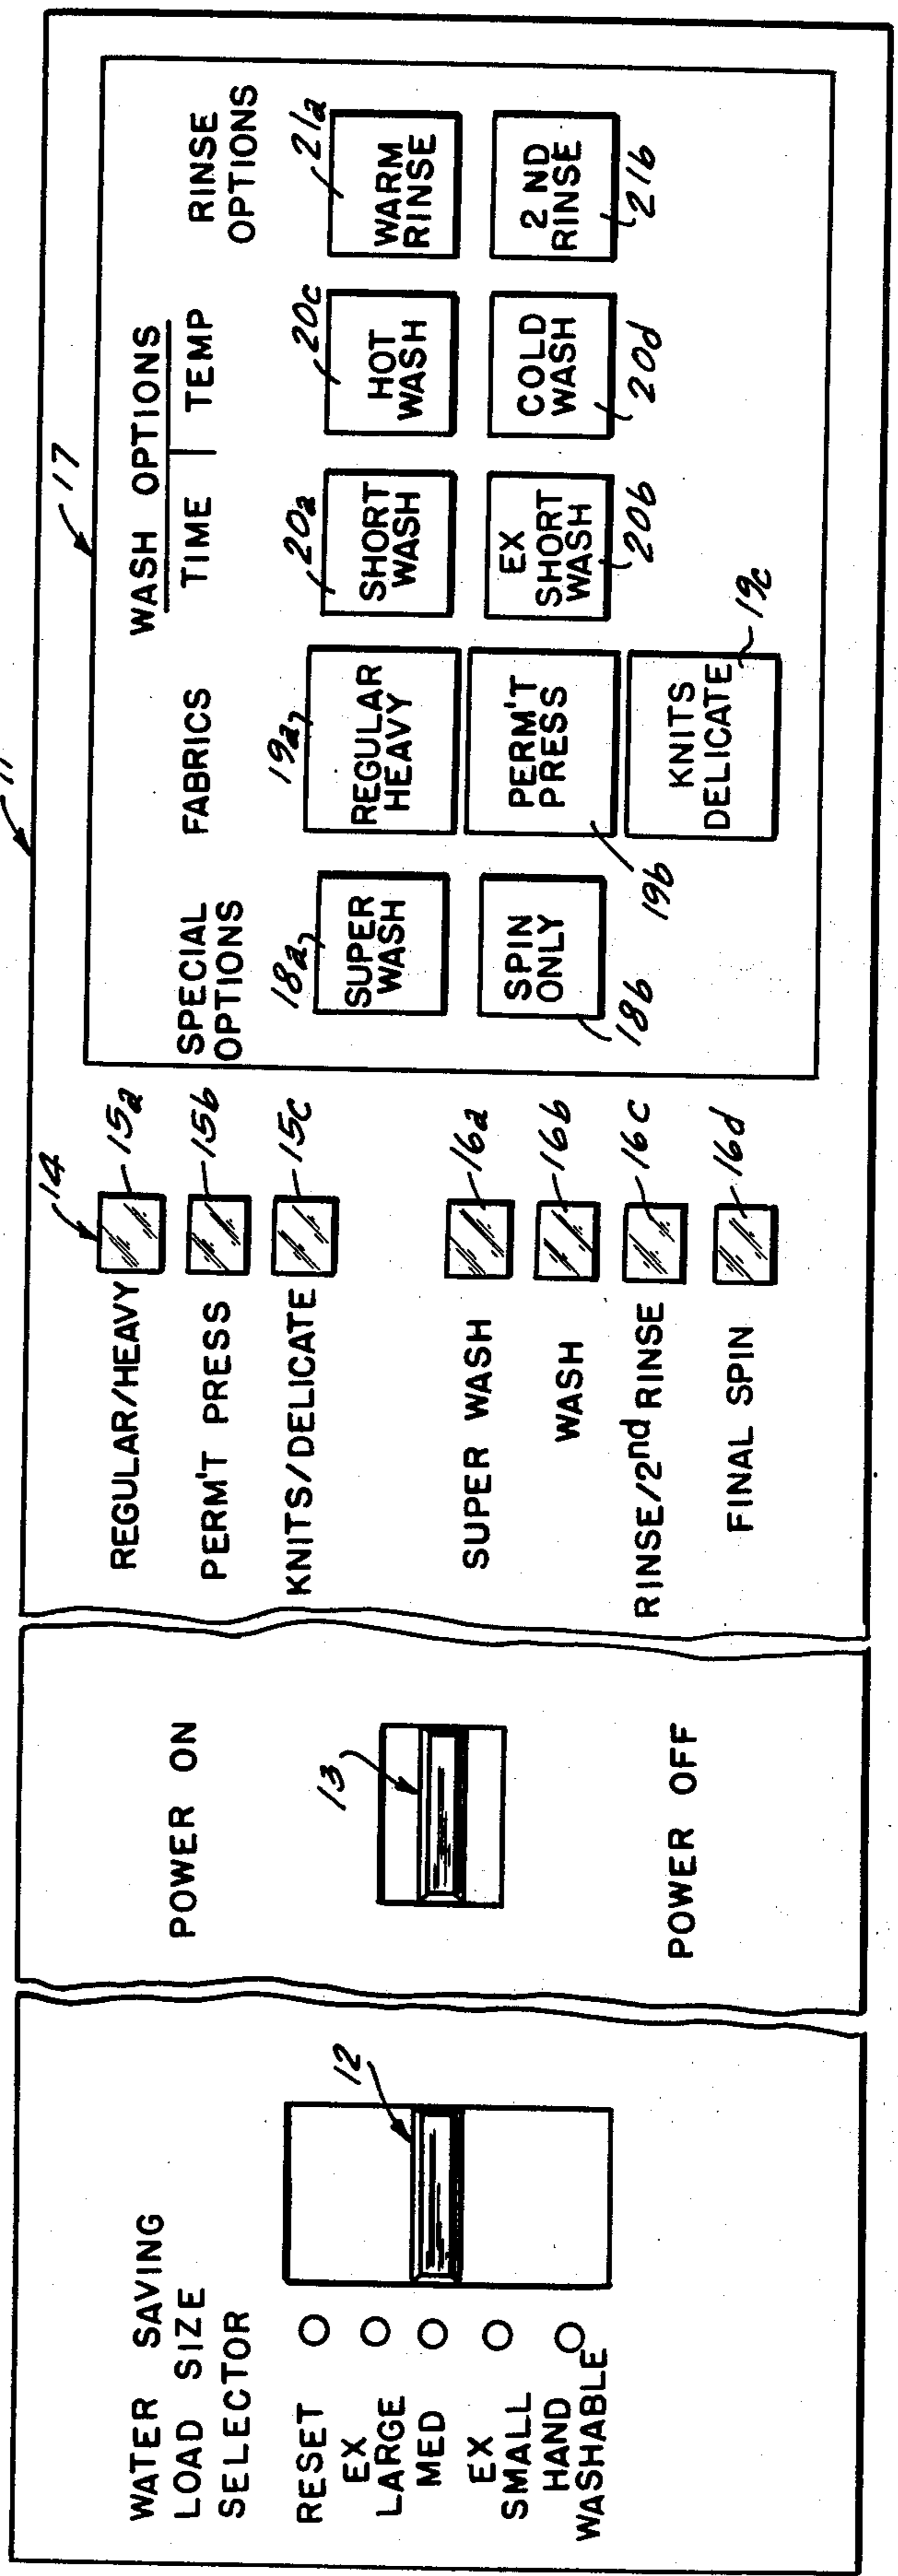 11
WATER SAVING
LOAD SIZE
SELECTOR
RESET
EX
LARGE
MED
EX
SMALL
HAND
WASHABLE
12
POWER ON
13
POWER OFF
14
REGULAR/HEAVY 15a
PERM'T PRESS 15b
KNITS/DELICATE 15c
SUPER WASH 16a
WASH 16b
RINSE/2nd RINSE 16c
FINAL SPIN 16d
17
SPECIAL
OPTIONS
18a
SUPER
WASH
SPIN
ONLY
18b
FABRICS
19a
REGULAR
HEAVY
PERM'T
PRESS
19b
KNITS
DELICATE
19c
WASH OPTIONS
TIME TEMP
20a
SHORT
WASH
EX
SHORT
WASH
20b
20c
HOT
WASH
COLD
WASH
20d
RINSE
OPTIONS
21a
WARM
RINSE
2 ND
RINSE
21b